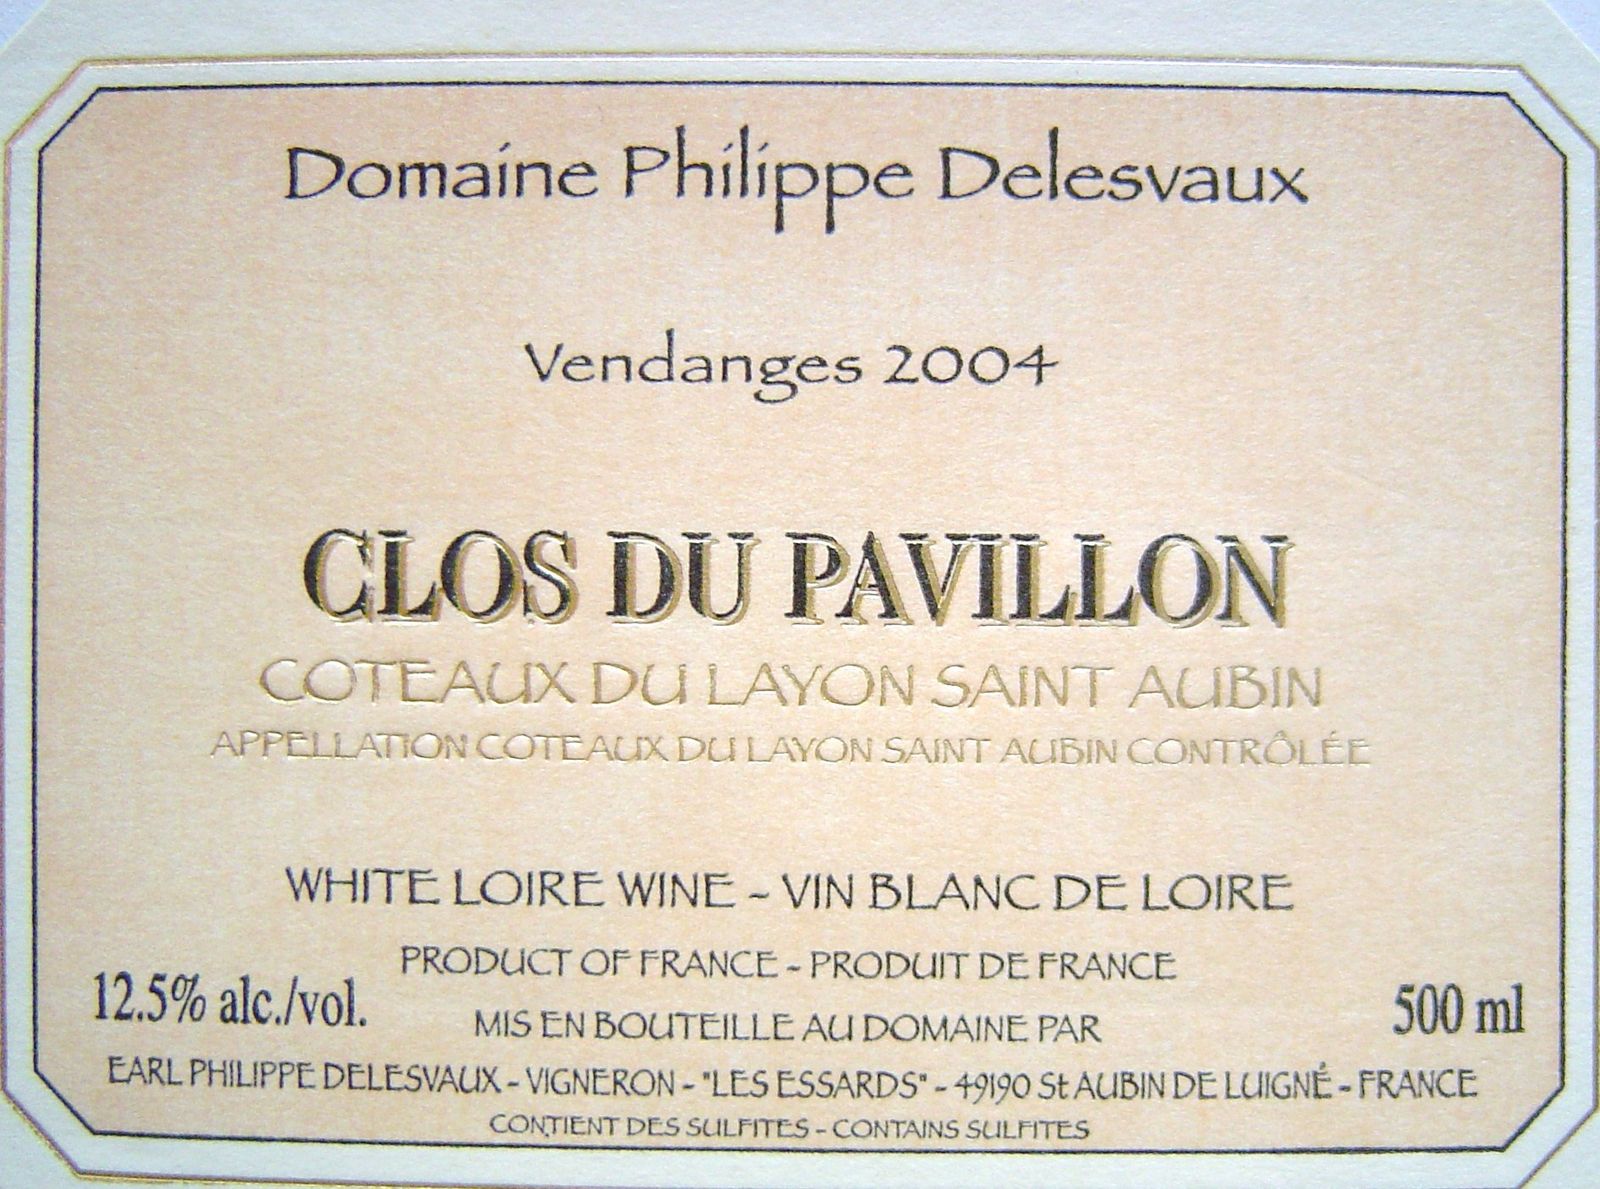 Domaine Philippe Delesvaux
Vendanges 2004
CLOS DU PAVILLON
COTEAUX DU LAYON SAINT AUBIN
APPELLATION COTEAUX DU LAYON SAINT AUBIN CONTRÔLÉE
WHITE LOIRE WINE - VIN BLANC DE LOIRE
PRODUCT OF FRANCE - PRODUIT DE FRANCE
12.5% alc./vol.
500 ml
MIS EN BOUTEILLE AU DOMAINE PAR
EARL PHILIPPE DELESVAUX - VIGNERON - "LES ESSARDS" - 49190 St AUBIN DE LUIGNÉ - FRANCE
CONTIENT DES SULFITES - CONTAINS SULFITES